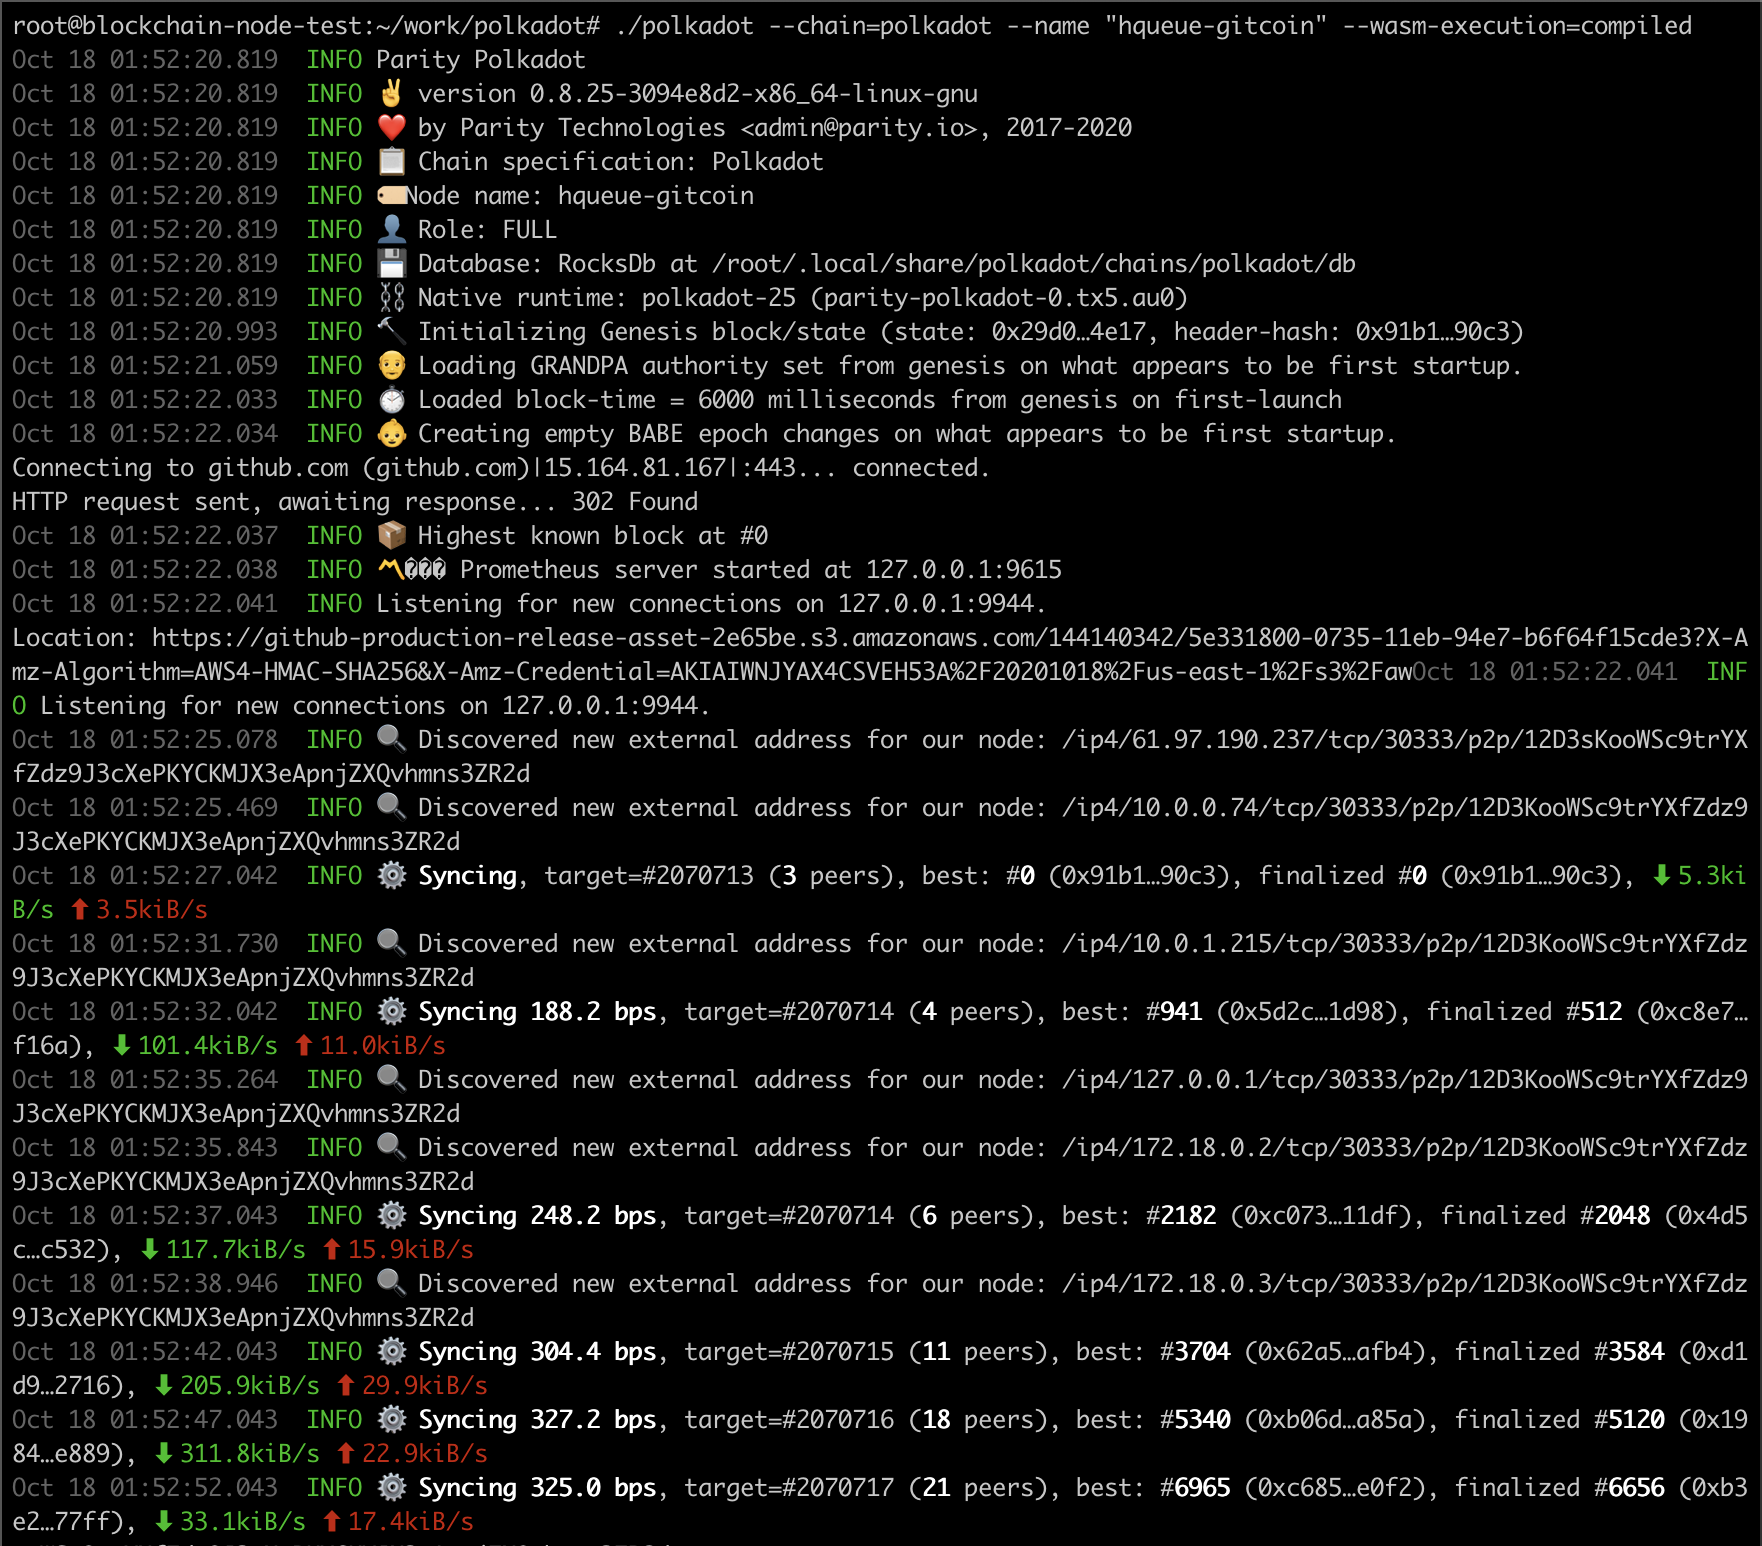 root@blockchain-node-test:~/work/polkadot# ./polkadot --chain=polkadot --name "hqueue-gitcoin" --wasm-execution=compiled
Oct 18 01:52:20.819  INFO Parity Polkadot
Oct 18 01:52:20.819  INFO ✌️ version 0.8.25-3094e8d2-x86_64-linux-gnu
Oct 18 01:52:20.819  INFO ❤️ by Parity Technologies <admin@parity.io>, 2017-2020
Oct 18 01:52:20.819  INFO 📋 Chain specification: Polkadot
Oct 18 01:52:20.819  INFO 🏷Node name: hqueue-gitcoin
Oct 18 01:52:20.819  INFO 👤 Role: FULL
Oct 18 01:52:20.819  INFO 💾 Database: RocksDb at /root/.local/share/polkadot/chains/polkadot/db
Oct 18 01:52:20.819  INFO ⛓ Native runtime: polkadot-25 (parity-polkadot-0.tx5.au0)
Oct 18 01:52:20.993  INFO 🔨 Initializing Genesis block/state (state: 0x29d0…4e17, header-hash: 0x91b1…90c3)
Oct 18 01:52:21.059  INFO 👴 Loading GRANDPA authority set from genesis on what appears to be first startup.
Oct 18 01:52:22.033  INFO ⏱ Loaded block-time = 6000 milliseconds from genesis on first-launch
Oct 18 01:52:22.034  INFO 👶 Creating empty BABE epoch changes on what appears to be first startup.
Connecting to github.com (github.com)|15.164.81.167|:443... connected.
HTTP request sent, awaiting response... 302 Found
Oct 18 01:52:22.037  INFO 📦 Highest known block at #0
Oct 18 01:52:22.038  INFO 〽��� Prometheus server started at 127.0.0.1:9615
Oct 18 01:52:22.041  INFO Listening for new connections on 127.0.0.1:9944.
Location: https://github-production-release-asset-2e65be.s3.amazonaws.com/144140342/5e331800-0735-11eb-94e7-b6f64f15cde3?X-A
mz-Algorithm=AWS4-HMAC-SHA256&X-Amz-Credential=AKIAIWNJYAX4CSVEH53A%2F20201018%2Fus-east-1%2Fs3%2FawOct 18 01:52:22.041  INF
O Listening for new connections on 127.0.0.1:9944.
Oct 18 01:52:25.078  INFO 🔍 Discovered new external address for our node: /ip4/61.97.190.237/tcp/30333/p2p/12D3sKooWSc9trYX
fZdz9J3cXePKYCKMJX3eApnjZXQvhmns3ZR2d
Oct 18 01:52:25.469  INFO 🔍 Discovered new external address for our node: /ip4/10.0.0.74/tcp/30333/p2p/12D3KooWSc9trYXfZdz9
J3cXePKYCKMJX3eApnjZXQvhmns3ZR2d
Oct 18 01:52:27.042  INFO ⚙️ Syncing, target=#2070713 (3 peers), best: #0 (0x91b1…90c3), finalized #0 (0x91b1…90c3), ⬇ 5.3ki
B/s ⬆ 3.5kiB/s
Oct 18 01:52:31.730  INFO 🔍 Discovered new external address for our node: /ip4/10.0.1.215/tcp/30333/p2p/12D3KooWSc9trYXfZdz
9J3cXePKYCKMJX3eApnjZXQvhmns3ZR2d
Oct 18 01:52:32.042  INFO ⚙️ Syncing 188.2 bps, target=#2070714 (4 peers), best: #941 (0x5d2c…1d98), finalized #512 (0xc8e7…
f16a), ⬇ 101.4kiB/s ⬆ 11.0kiB/s
Oct 18 01:52:35.264  INFO 🔍 Discovered new external address for our node: /ip4/127.0.0.1/tcp/30333/p2p/12D3KooWSc9trYXfZdz9
J3cXePKYCKMJX3eApnjZXQvhmns3ZR2d
Oct 18 01:52:35.843  INFO 🔍 Discovered new external address for our node: /ip4/172.18.0.2/tcp/30333/p2p/12D3KooWSc9trYXfZdz
9J3cXePKYCKMJX3eApnjZXQvhmns3ZR2d
Oct 18 01:52:37.043  INFO ⚙️ Syncing 248.2 bps, target=#2070714 (6 peers), best: #2182 (0xc073…11df), finalized #2048 (0x4d5
c…c532), ⬇ 117.7kiB/s ⬆ 15.9kiB/s
Oct 18 01:52:38.946  INFO 🔍 Discovered new external address for our node: /ip4/172.18.0.3/tcp/30333/p2p/12D3KooWSc9trYXfZdz
9J3cXePKYCKMJX3eApnjZXQvhmns3ZR2d
Oct 18 01:52:42.043  INFO ⚙️ Syncing 304.4 bps, target=#2070715 (11 peers), best: #3704 (0x62a5…afb4), finalized #3584 (0xd1
d9…2716), ⬇ 205.9kiB/s ⬆ 29.9kiB/s
Oct 18 01:52:47.043  INFO ⚙️ Syncing 327.2 bps, target=#2070716 (18 peers), best: #5340 (0xb06d…a85a), finalized #5120 (0x19
84…e889), ⬇ 311.8kiB/s ⬆ 22.9kiB/s
Oct 18 01:52:52.043  INFO ⚙️ Syncing 325.0 bps, target=#2070717 (21 peers), best: #6965 (0xc685…e0f2), finalized #6656 (0xb3
e2…77ff), ⬇ 33.1kiB/s ⬆ 17.4kiB/s